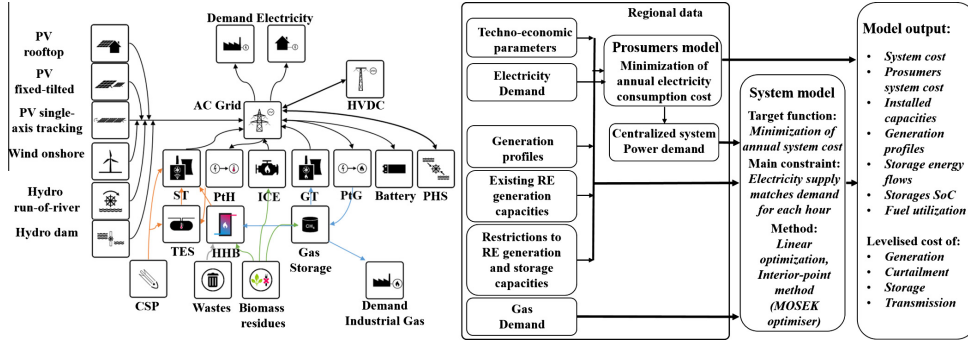 PV
rooftop
PV
fixed-tilted
PV single-
axis tracking
Wind onshore
Hydro
run-of-river
Hydro dam
Demand Electricity
AC Grid
HVDC
ST
PtH
ICE
GT
PtG
Battery
PHS
TES
HHB
Gas
Storage
CH4
CSP
Wastes
Biomass
residues
Demand
Industrial Gas
Regional data
Techno-economic
parameters
Electricity
Demand
Generation
profiles
Existing RE
generation
capacities
Restrictions to
RE generation
and storage
capacities
Gas
Demand
Prosumers model
Minimization of
annual electricity
consumption cost
Centralized system
Power demand
System model
Target function:
Minimization of
annual system cost
Main constraint:
Electricity supply
matches demand
for each hour
Method:
Linear
optimization,
Interior-point
method
(MOSEK
optimiser)
Model output:
• System cost
• Prosumers
system cost
• Installed
capacities
• Generation
profiles
• Storage energy
flows
• Storages SoC
• Fuel utilization
Levelised cost of:
• Generation
• Curtailment
• Storage
• Transmission